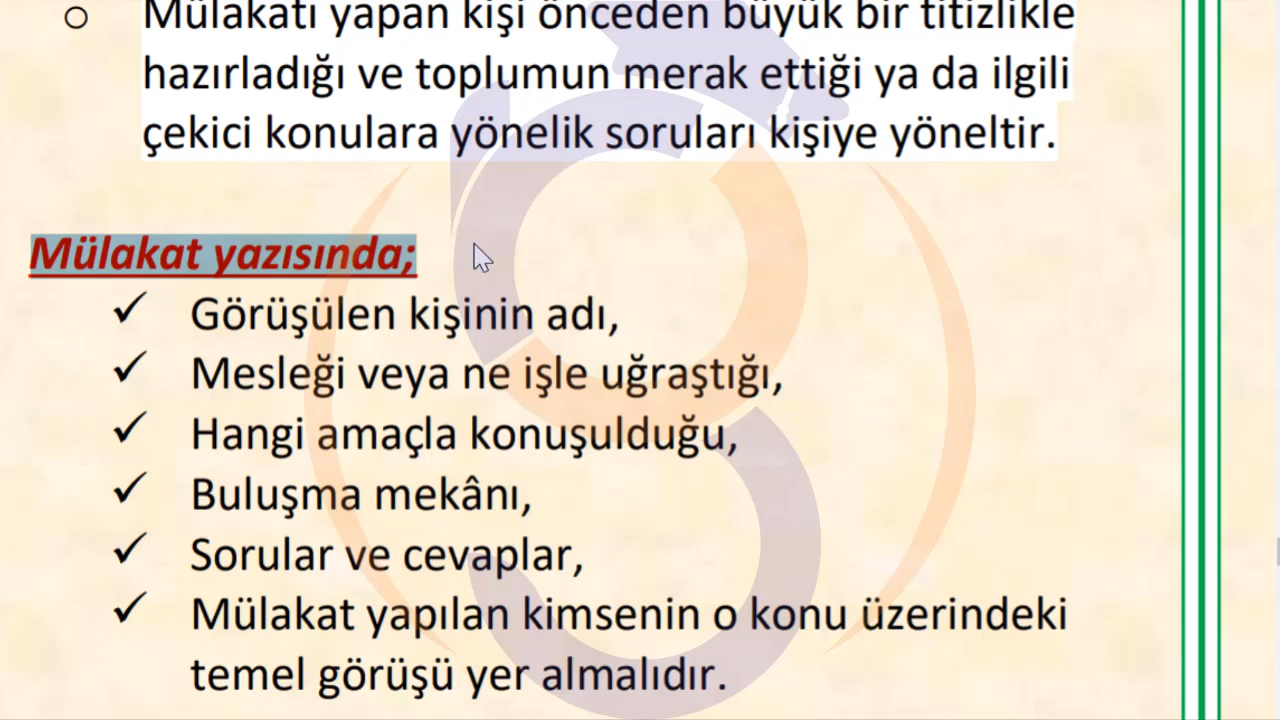 Mülakatı yapan kişi önceden büyük bir titizlikle
hazırladığı ve toplumun merak ettiği ya da ilgili
çekici konulara yönelik soruları kişiye yöneltir.
Mülakat yazısında;
Görüşülen kişinin adı,
Mesleği veya ne işle uğraştığı,
Hangi amaçla konuşulduğu,
Buluşma mekânı,
Sorular ve cevaplar,
Mülakat yapılan kimsenin o konu üzerindeki
temel görüşü yer almalıdır.